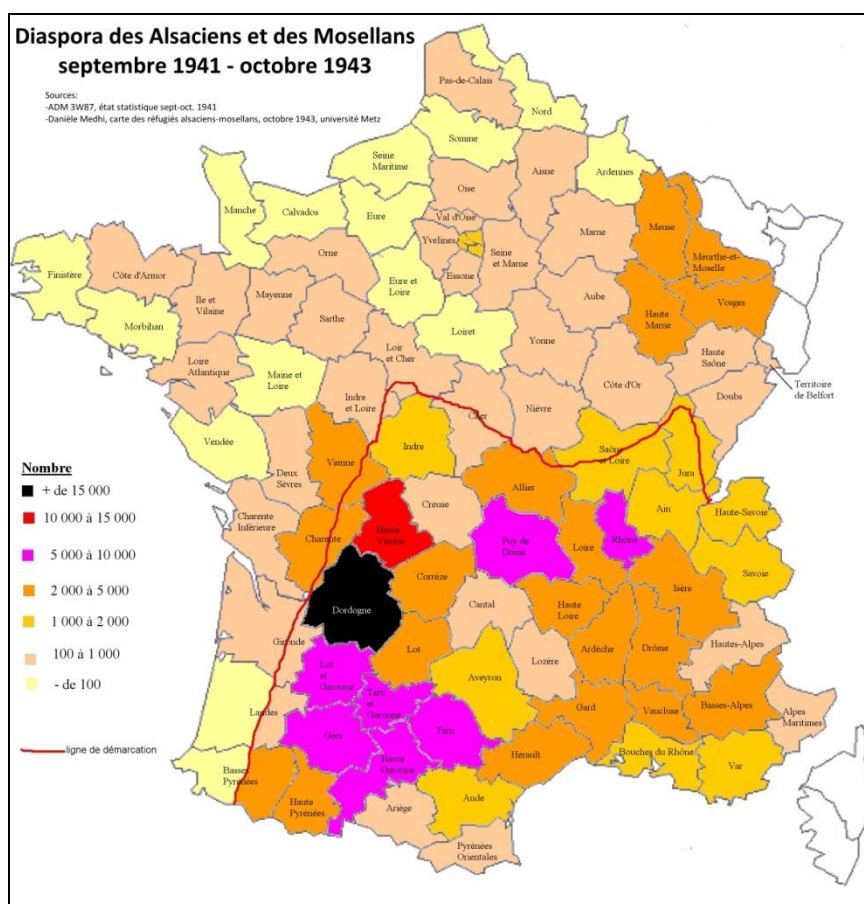 Diaspora des Alsaciens et des Mosellans
septembre 1941 - octobre 1943
Sources:
-ADM 3W87, état statistique sept-oct. 1941
-Danièle Medhi, carte des réfugiés alsaciens-mosellans, octobre 1943, université Metz
Pas-de-Calais
Nord
Somme
Seine
Maritime
Aisne
Ardennes
Oise
Manche
Calvados
Eure
Val d'Oise
Yvelines
Seine
et Marne
Essone
Marne
Meuse
Meurthe-et-
Moselle
Vosges
Haute
Marne
Aube
Finistère
Côte d'Armor
Orne
Eure et
Loire
Ile et
Vilaine
Mayenne
Sarthe
Morbihan
Loiret
Yonne
Haute
Saône
Territoire
de Belfort
Loir
et Cher
Côte d'Or
Doubs
Loire
Atlantique
Maine et
Loire
Indre
et Loire
Cher
Nièvre
Vendée
Deux
Sèvres
Vienne
Indre
Saône
et Loire
Jura
Allier
Creuse
Ain
Haute-Savoie
Charente
Inférieure
Charente
Haute
Vienne
Puy de
Dôme
Loire
Rhône
Savoie
Corrèze
Isère
Dordogne
Cantal
Haute
Loire
Gironde
Lot
Lozère
Ardèche
Drôme
Hautes-Alpes
Lot
et
Garonne
Aveyron
Tarn
et
Garonne
Landes
Gers
Tarn
Gard
Vaucluse
Basses-Alpes
Alpes
Maritimes
Haute
Garonne
Hérault
Bouches du Rhône
Var
Basses
Pyrénées
Haute
Pyrénées
Ariège
Aude
Pyrénées
Orientales
Nombre
+ de 15 000
10 000 à 15 000
5 000 à 10 000
2 000 à 5 000
1 000 à 2 000
100 à 1 000
- de 100
ligne de démarcation